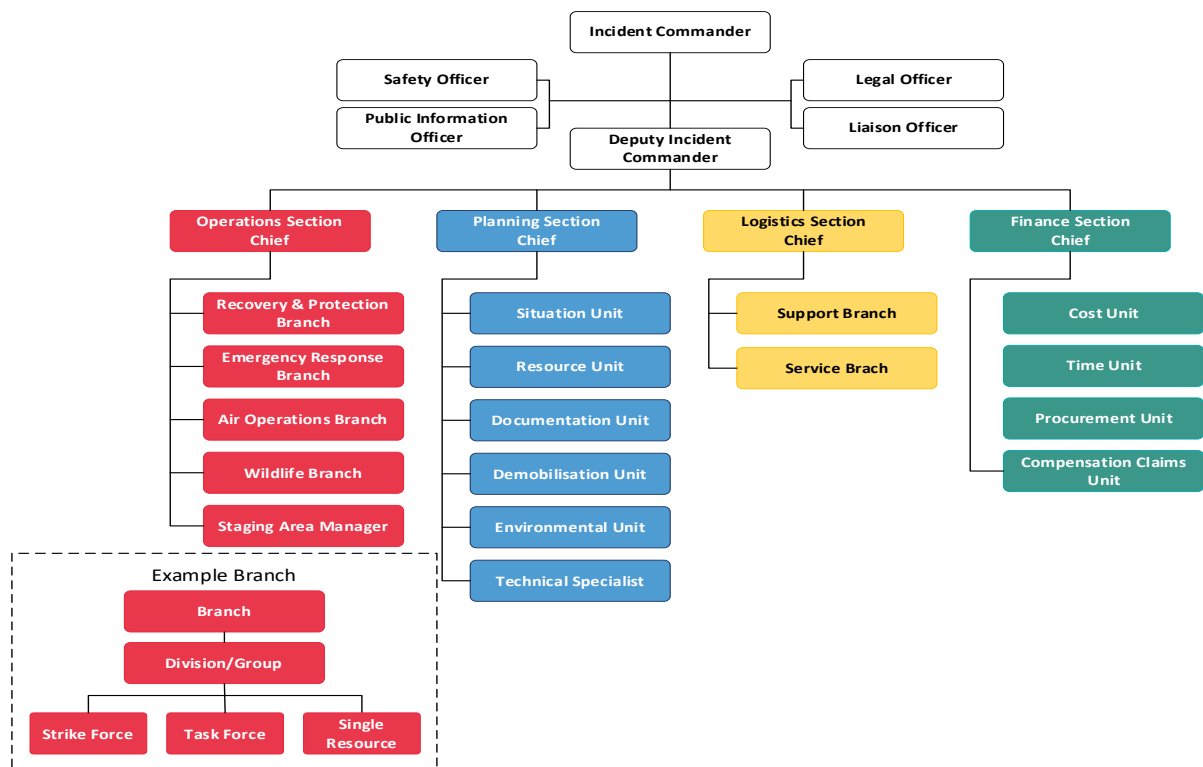 Incident Commander
Safety Officer
Legal Officer
Public Information
Officer
Liaison Officer
Deputy Incident
Commander
Operations Section
Chief
Planning Section
Chief
Logistics Section
Chief
Finance Section
Chief
Recovery & Protection
Branch
Emergency Response
Branch
Air Operations Branch
Wildlife Branch
Staging Area Manager
Situation Unit
Resource Unit
Documentation Unit
Demobilisation Unit
Environmental Unit
Technical Specialist
Support Branch
Service Brach
Cost Unit
Time Unit
Procurement Unit
Compensation Claims
Unit
Example Branch
Branch
Division/Group
Strike Force
Task Force
Single
Resource